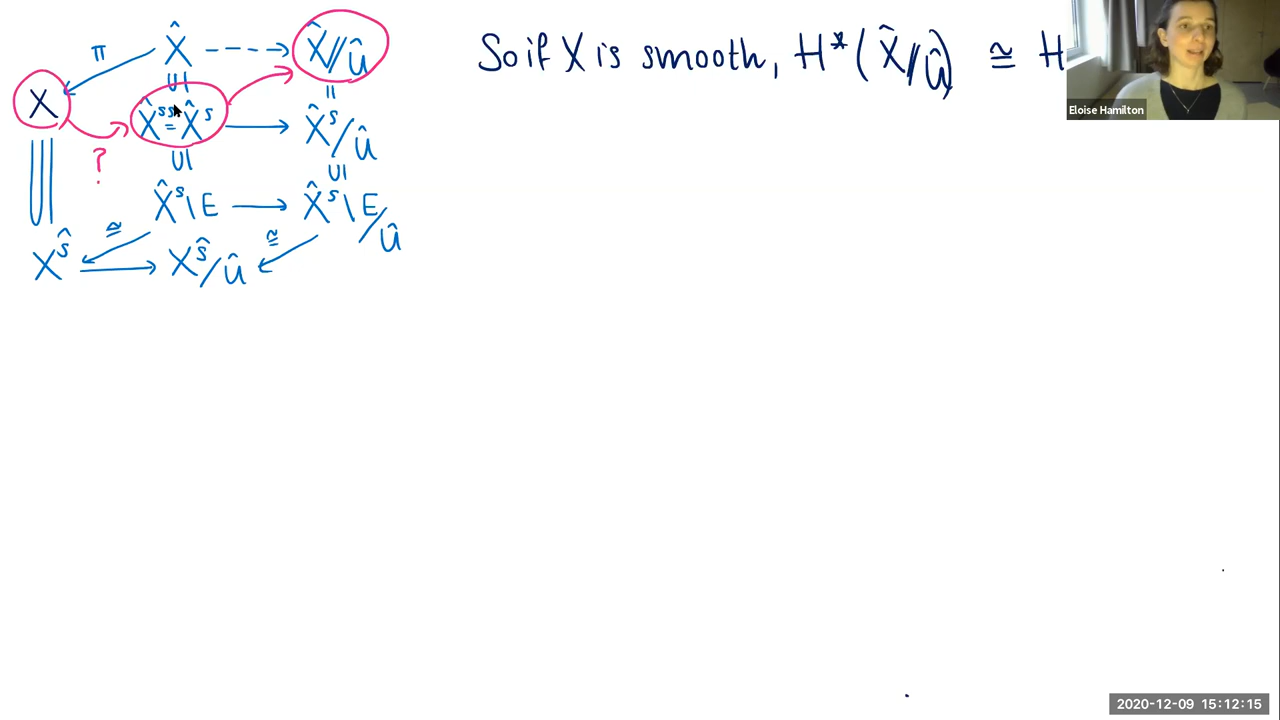 π X̂ ⇢ X̂//Û
So if X is smooth, H*(X̂//Û) ≅ H
X ∪| ||
? X̂ˢˢ = X̂ˢ → X̂ˢ/Û
∪| ∪|
X̂ˢ\E → X̂ˢ\E/Û
≅ ≅
X^ŝ → X^ŝ/Û
Eloise Hamilton
2020-12-09 15:12:15